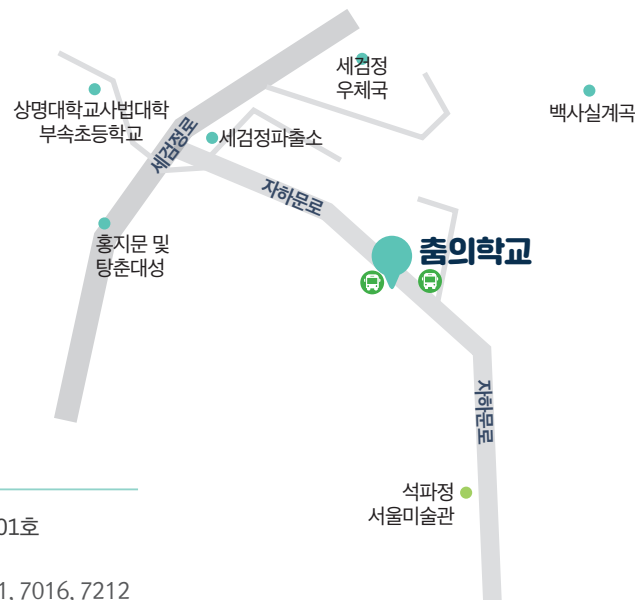 세검정
우체국
상명대학교사범대학
부속초등학교
백사실계곡
세검정파출소
세검정로
자하문로
홍지문 및
탕춘대성
춤의학교
자하문로
석파정
서울미술관
01호
1, 7016, 7212